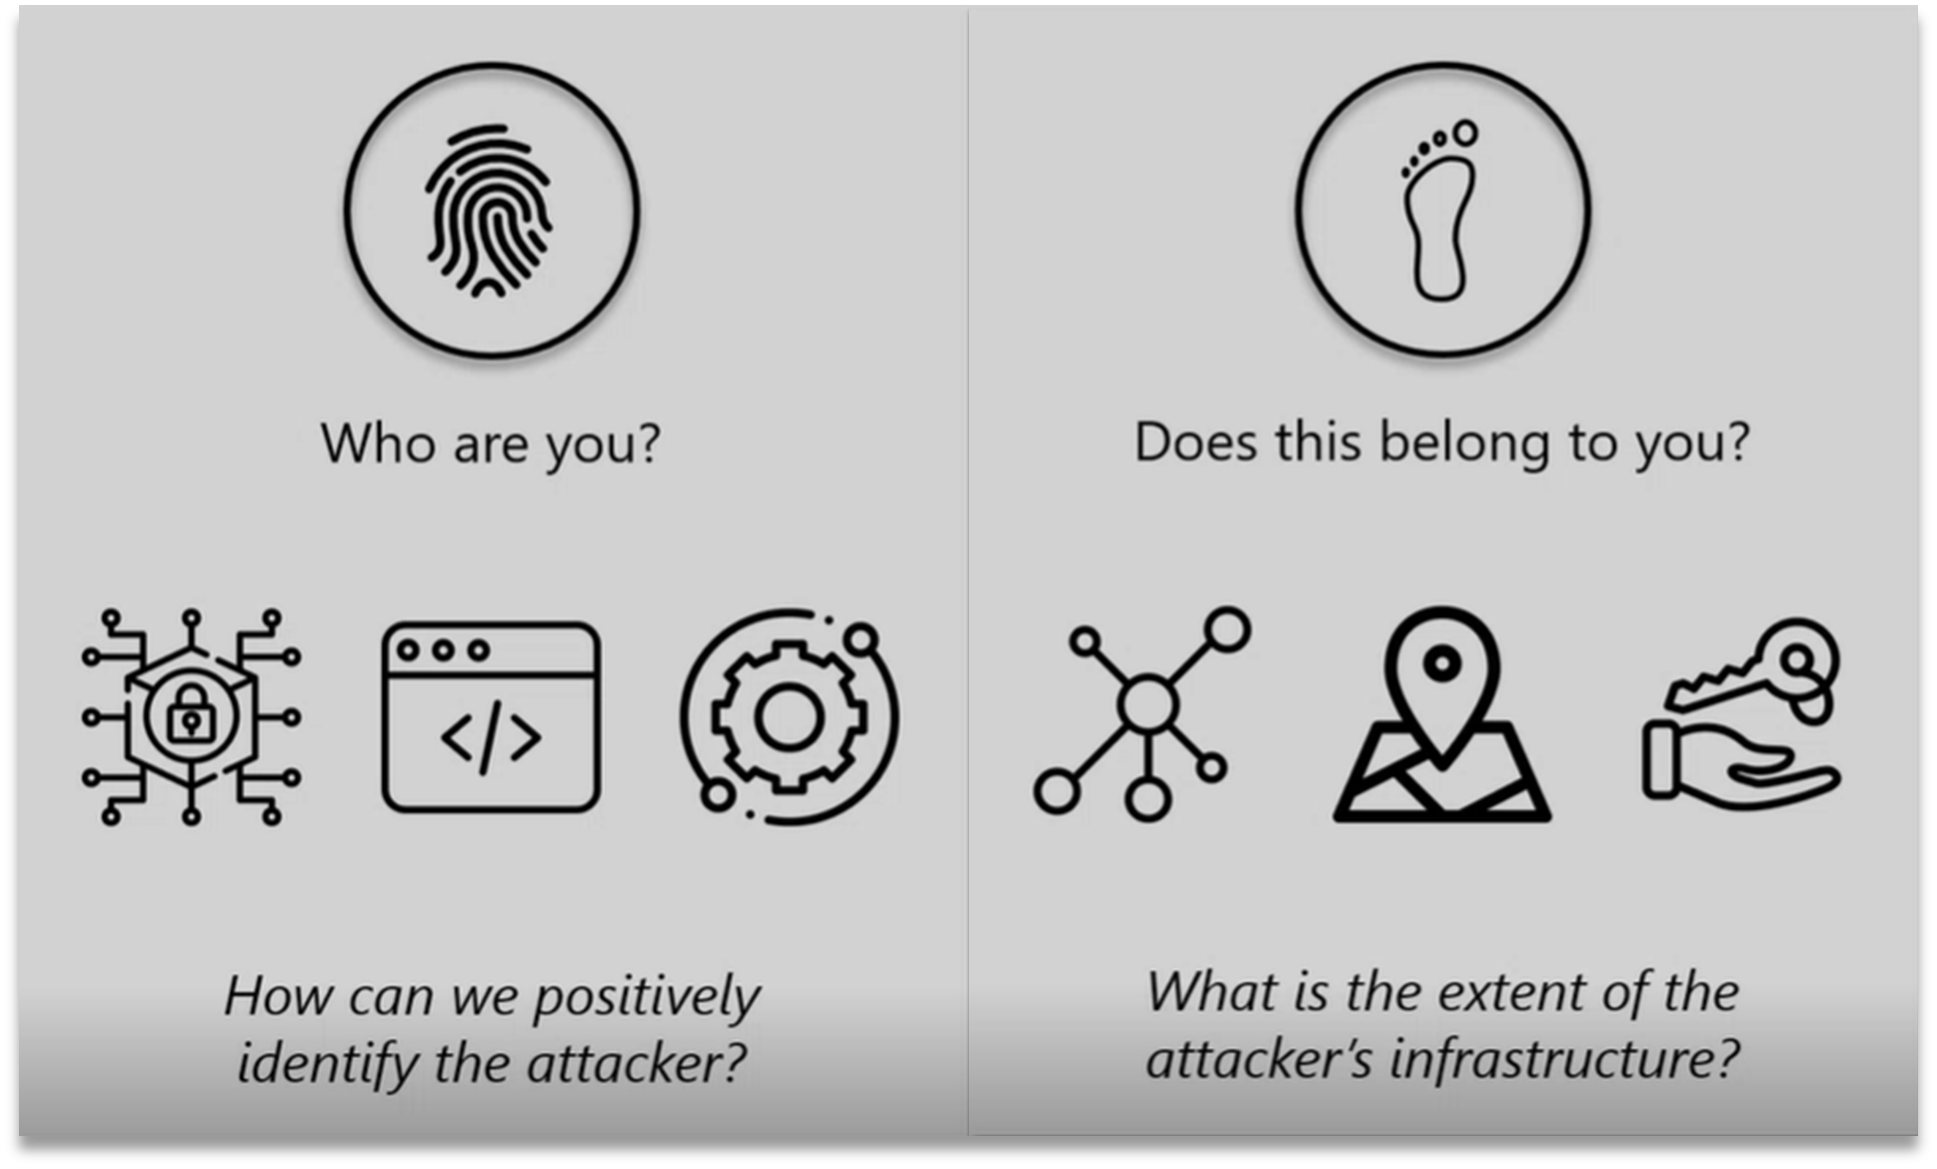 Who are you?
How can we positively
identify the attacker?
Does this belong to you?
What is the extent of the
attacker's infrastructure?